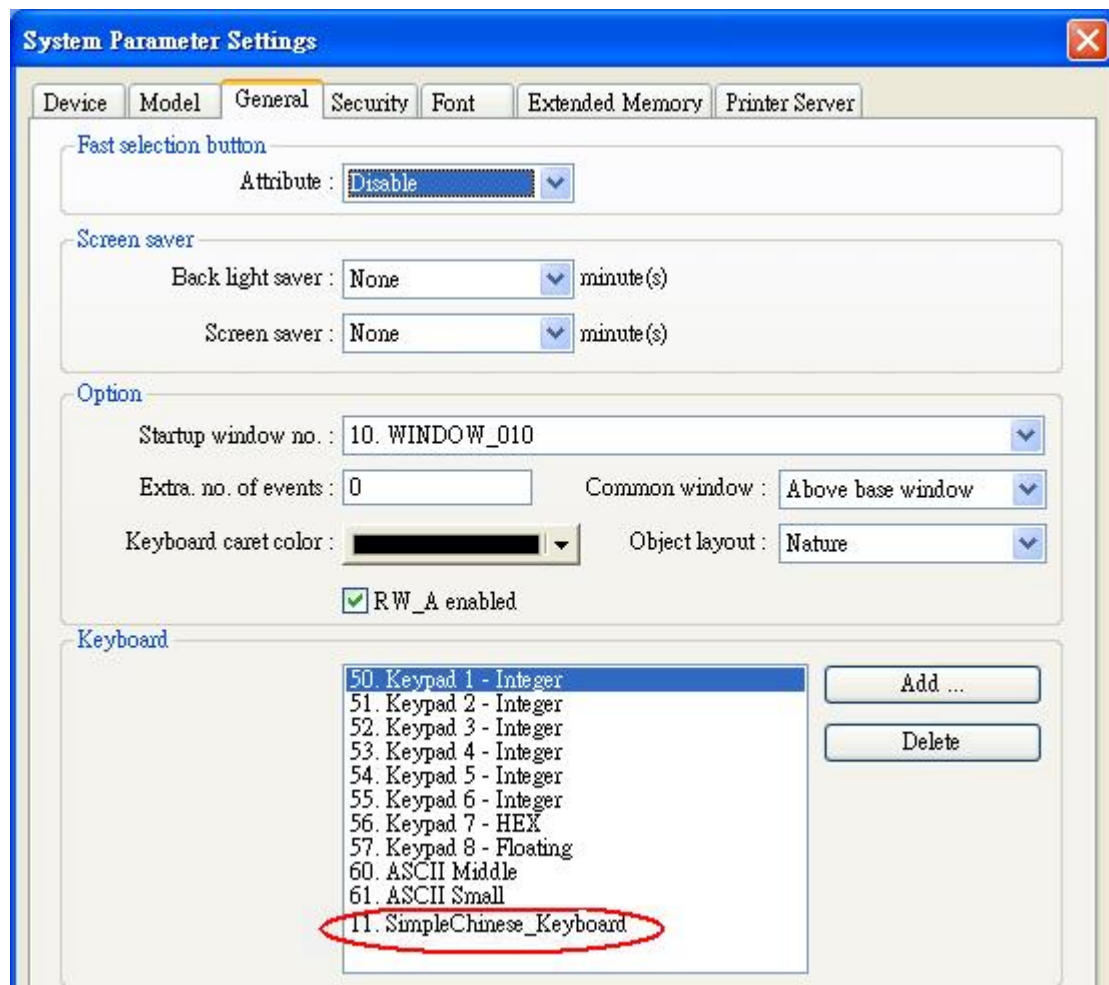 System Parameter Settings
Device Model General Security Font Extended Memory Printer Server
Fast selection button
Attribute : Disable
Screen saver
Back light saver : None minute(s)
Screen saver : None minute(s)
Option
Startup window no. : 10. WINDOW_010
Extra. no. of events : 0 Common window : Above base window
Keyboard caret color : Object layout : Nature
RW_A enabled
Keyboard
50. Keypad 1 - Integer Add ...
51. Keypad 2 - Integer
52. Keypad 3 - Integer
53. Keypad 4 - Integer Delete
54. Keypad 5 - Integer
55. Keypad 6 - Integer
56. Keypad 7 - HEX
57. Keypad 8 - Floating
60. ASCII Middle
61. ASCII Small
11. SimpleChinese_Keyboard